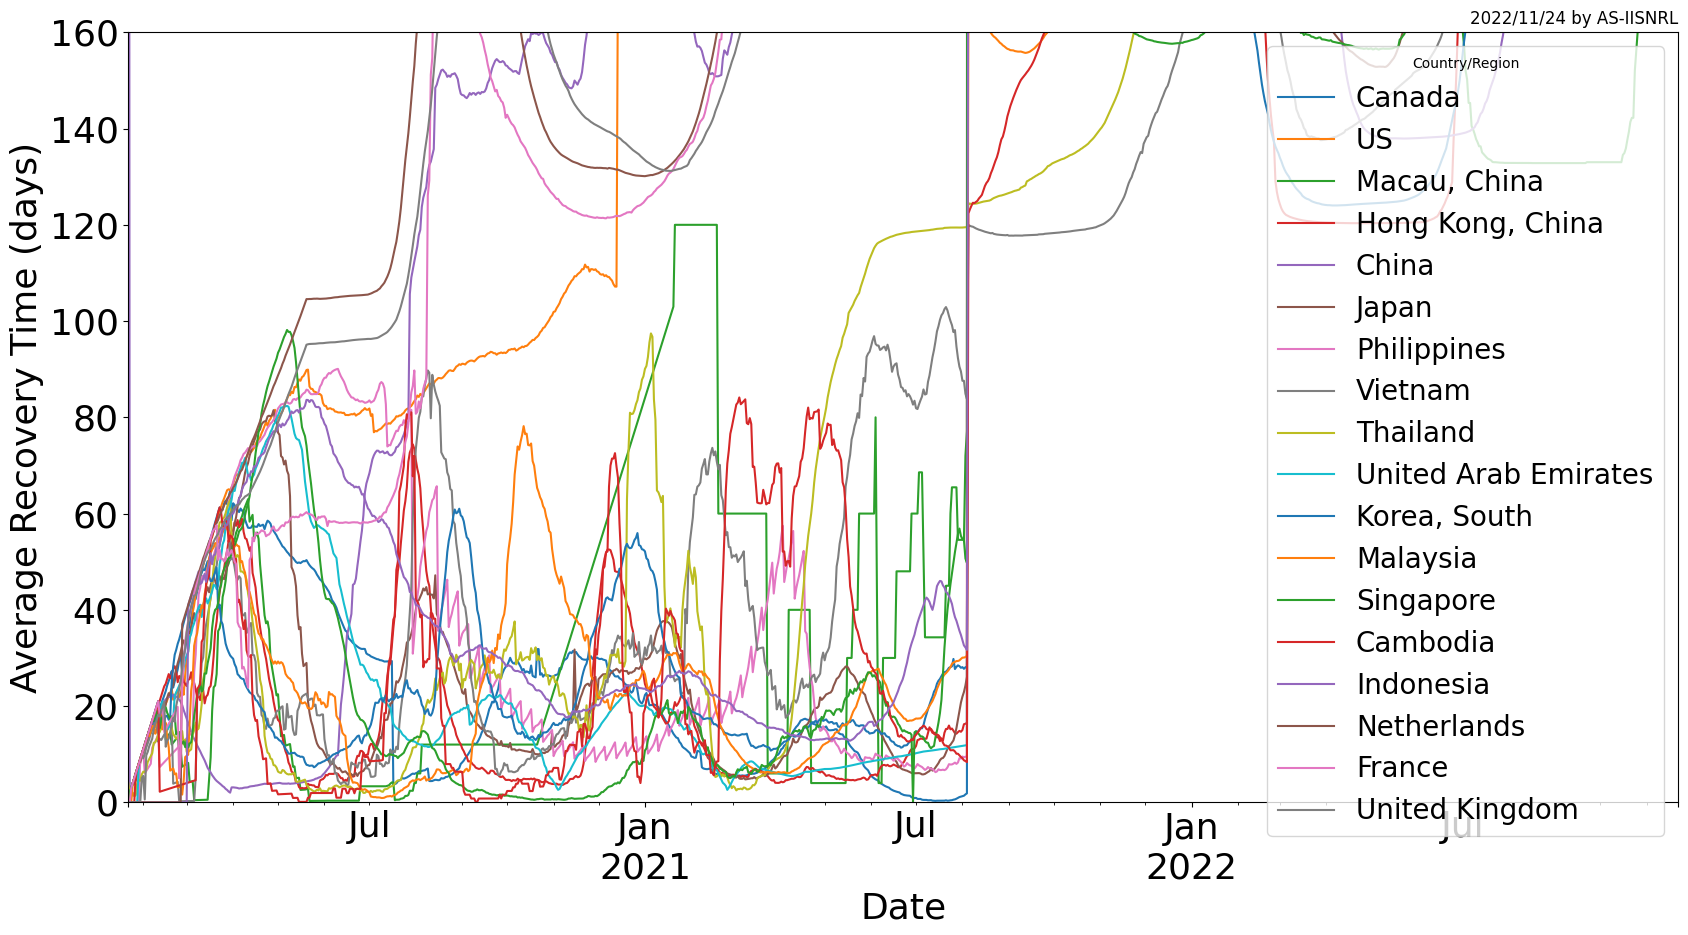 2022/11/24 by AS-IISNRL
Average Recovery Time (days)
160
140
120
100
80
60
40
20
0
Country/Region
Canada
US
Macau, China
Hong Kong, China
China
Japan
Philippines
Vietnam
Thailand
United Arab Emirates
Korea, South
Malaysia
Singapore
Cambodia
Indonesia
Netherlands
France
United Kingdom
Jul
Jan
2021
Jul
Jan
2022
Jul
Date